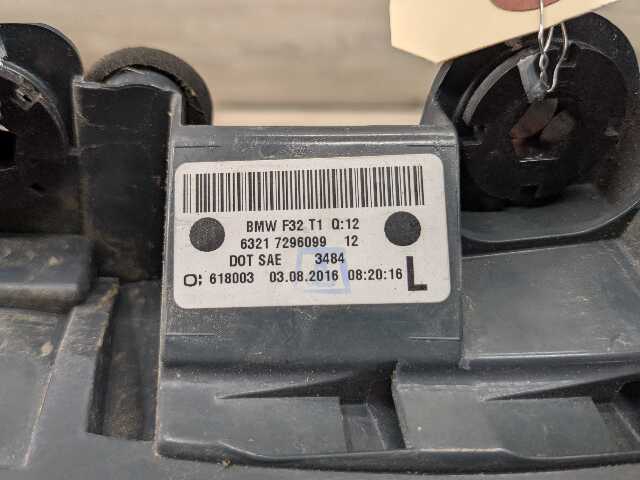 BMW F32 T1 Q:12
6321 7296099 12
DOT SAE 3484
O; 618003 03.08.2016 08:20:16 L